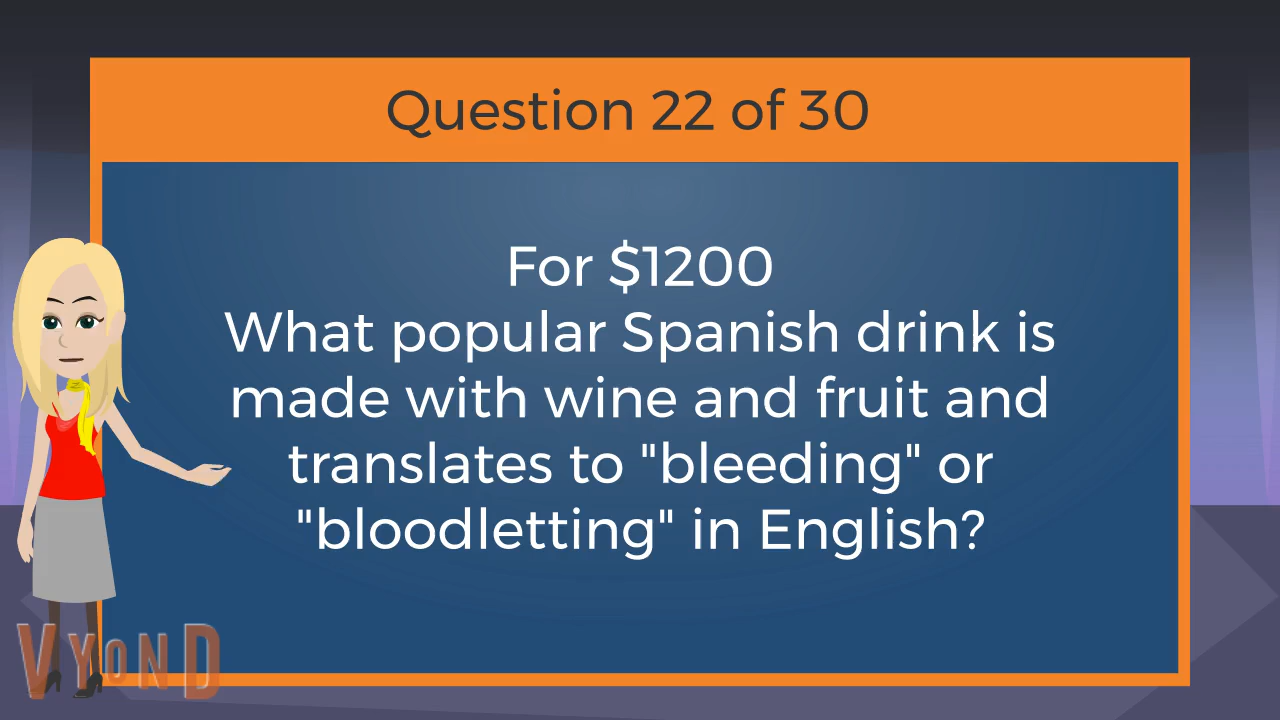 Question 22 of 30
For $1200
What popular Spanish drink is
made with wine and fruit and
translates to "bleeding" or
"bloodletting" in English?
VYOND